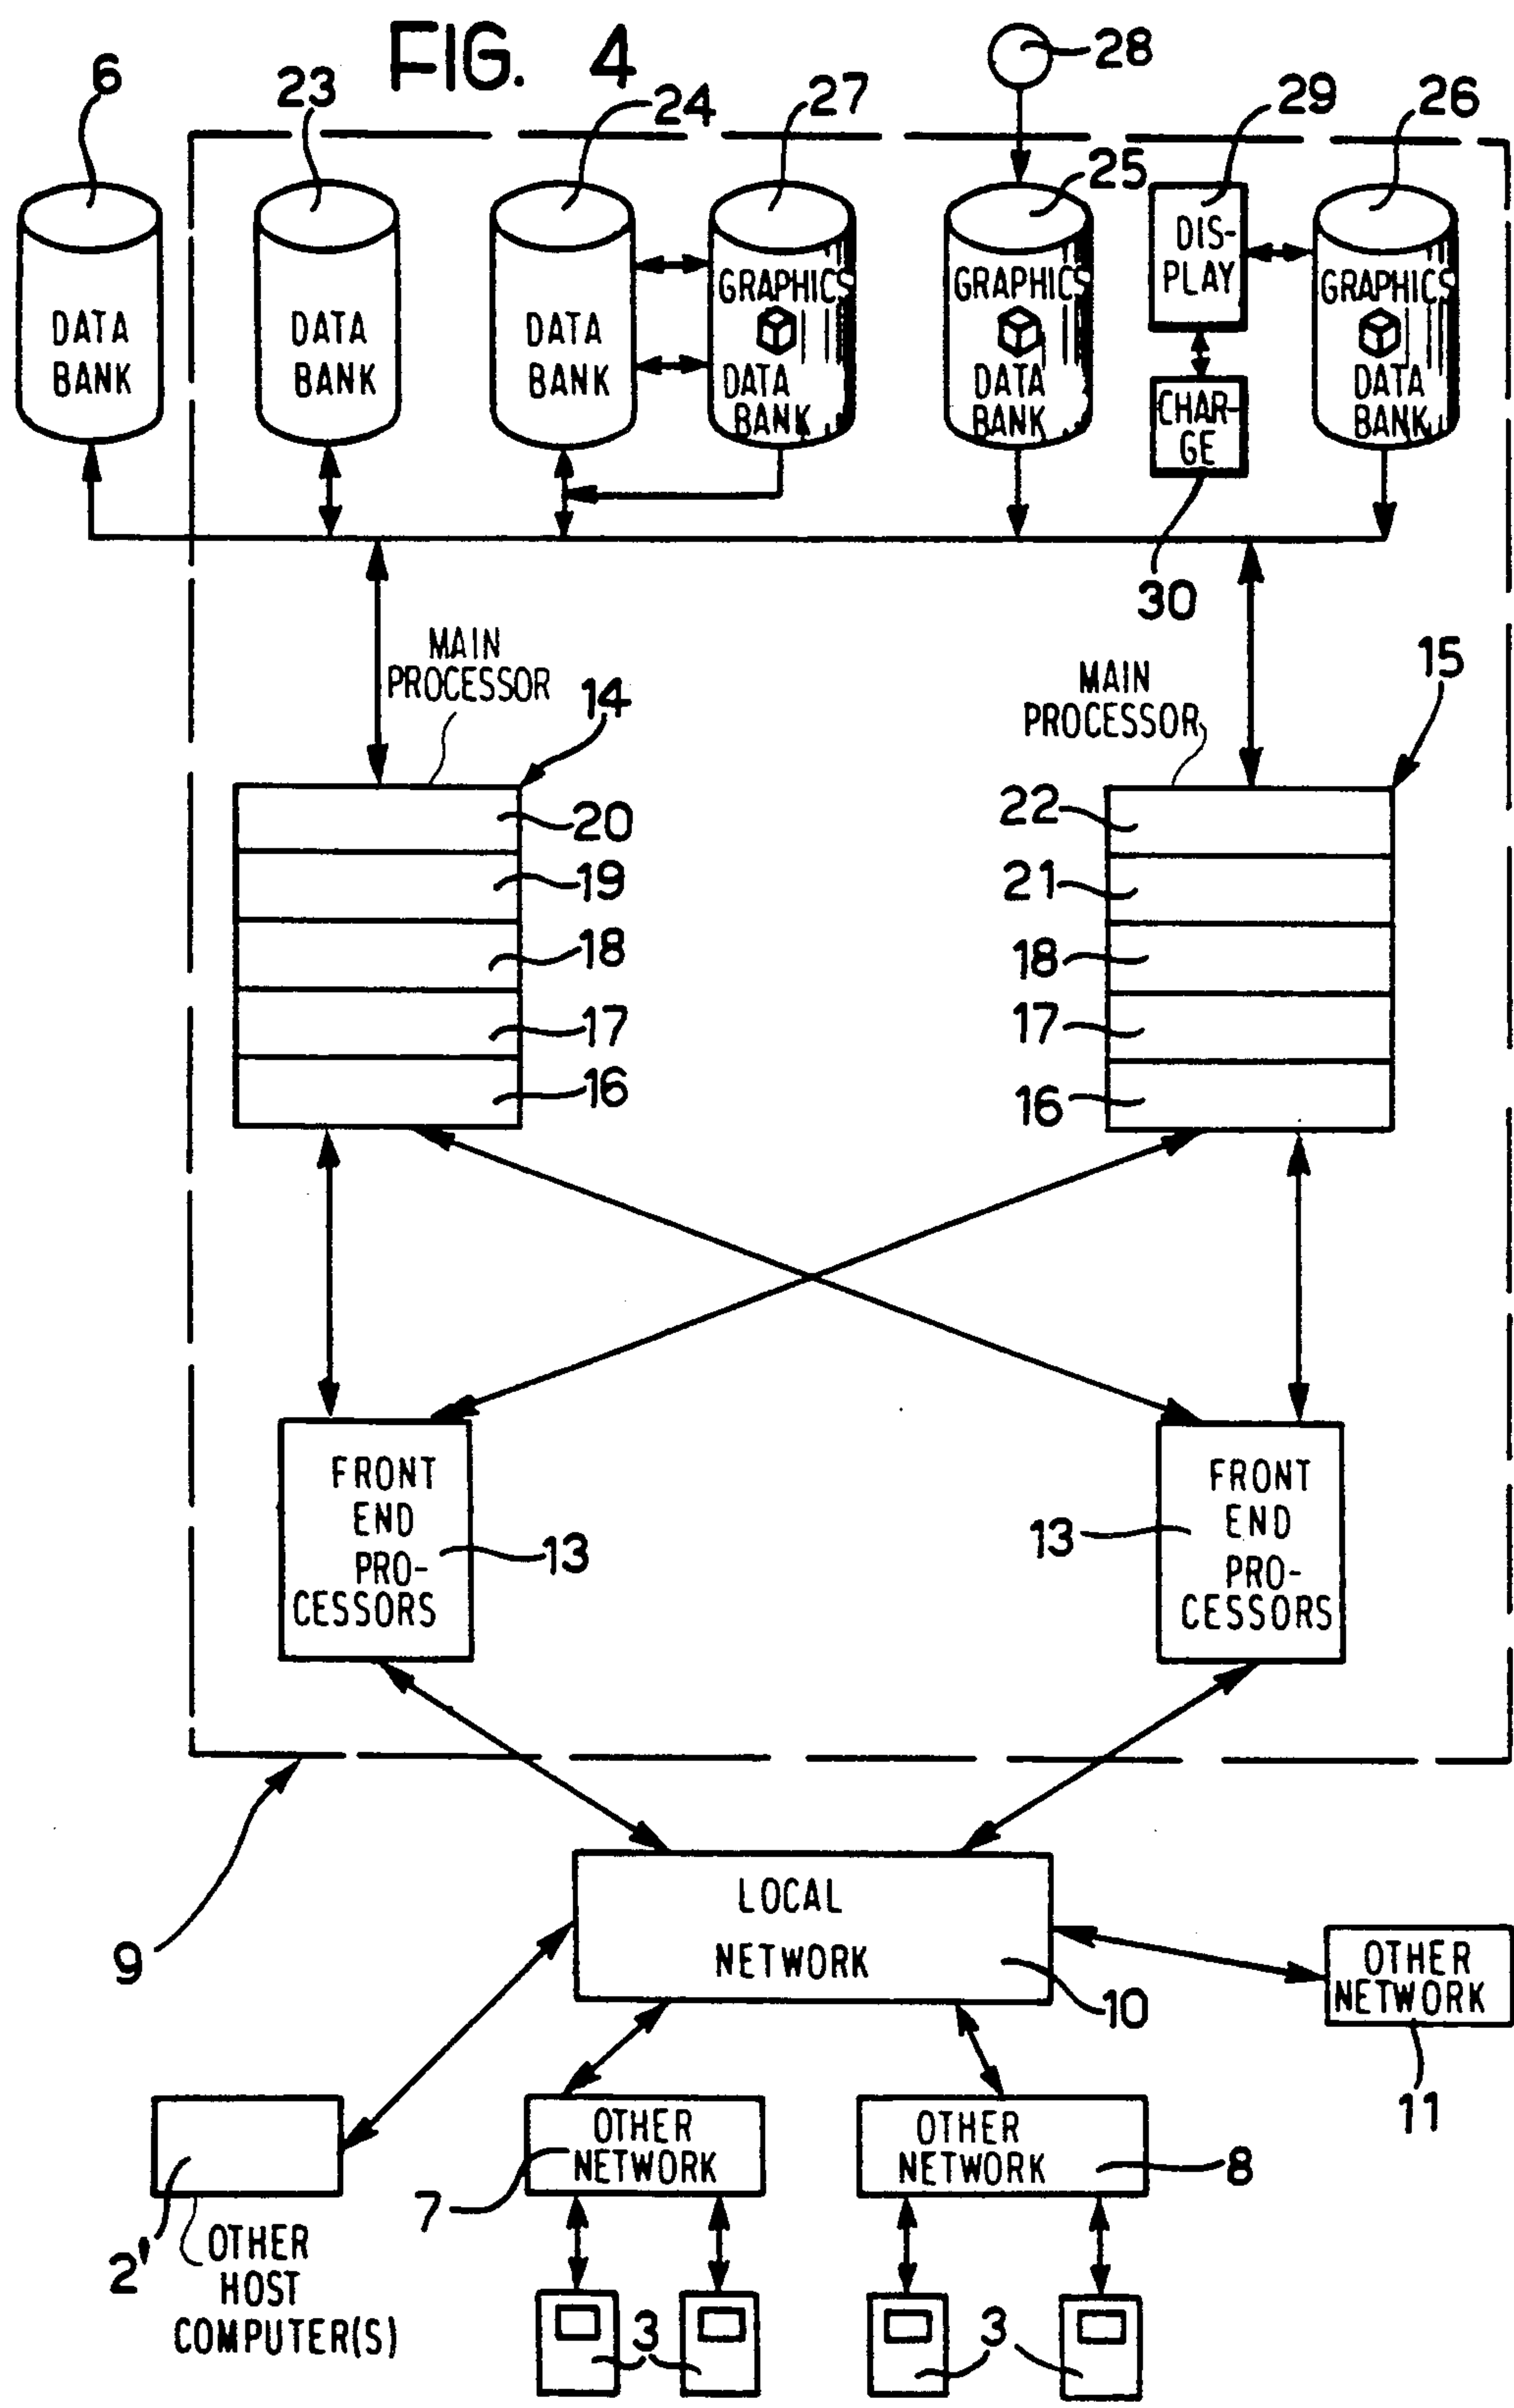 FIG. 4
6
23
24
27
28
25
29
26
DATA
BANK
DATA
BANK
DATA
BANK
GRAPHICS
DATA
BANK
GRAPHICS
DATA
BANK
DIS-
PLAY
CHAR-
GE
30
GRAPHICS
DATA
BANK
MAIN
PROCESSOR
14
MAIN
PROCESSOR
15
20
19
18
17
16
22
21
18
17
16
FRONT
END
PRO-
CESSORS
13
13
FRONT
END
PRO-
CESSORS
9
LOCAL
NETWORK
10
OTHER
NETWORK
11
2'
OTHER
HOST
COMPUTER(S)
OTHER
NETWORK
7
OTHER
NETWORK
8
3
3